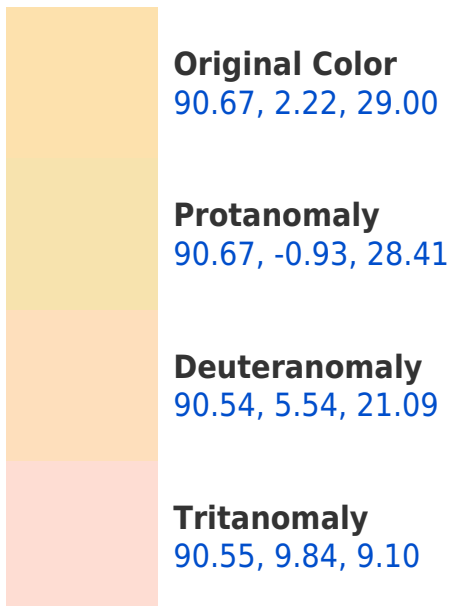 Original Color
90.67, 2.22, 29.00
Protanomaly
90.67, -0.93, 28.41
Deuteranomaly
90.54, 5.54, 21.09
Tritanomaly
90.55, 9.84, 9.10